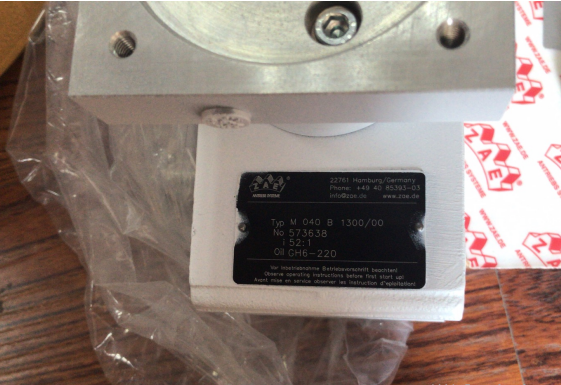 ZAE
22761 Hamburg/Germany
Phone: +49 40 85393-03
info@zae.de www.zae.de
Typ M 040 B 1300/00
No. 573638
i 52:1
Oil CH6-220
Vor Inbetriebnahme Betriebsvorschrift beachten!
Observe operating instructions before first start up!
Avant mise en service observer les instruction d'exploitation!
ZAE
ZAE